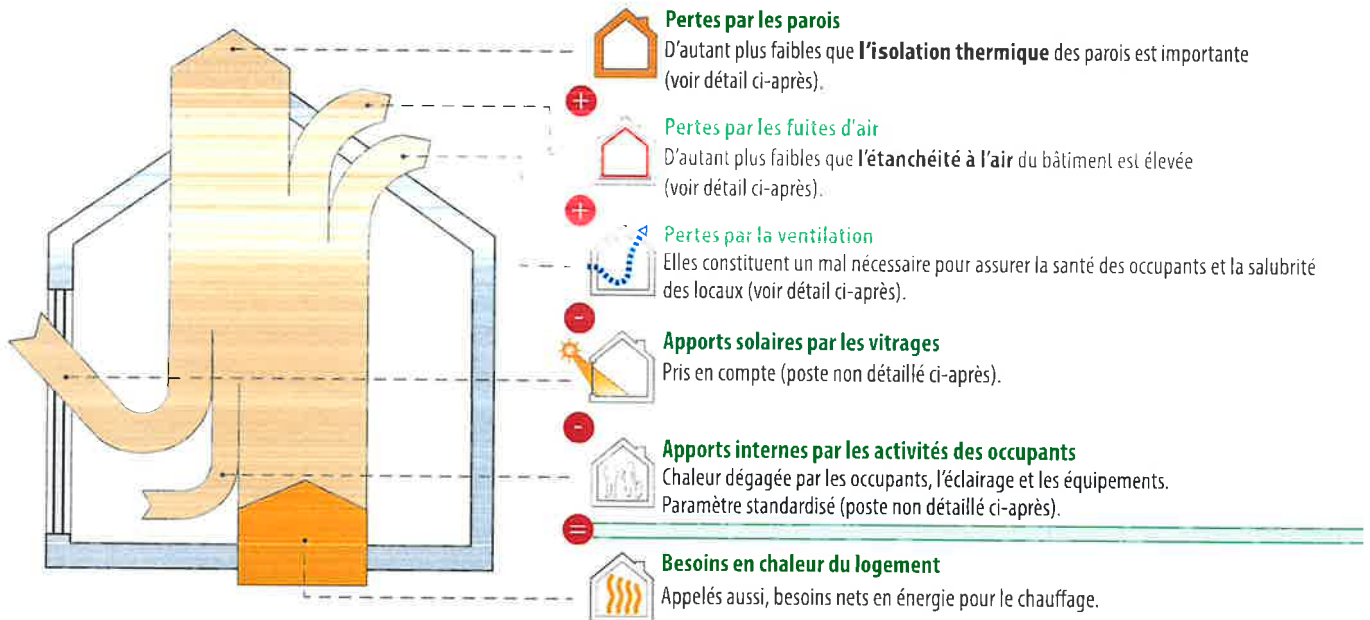 Pertes par les parois
D'autant plus faibles que l'isolation thermique des parois est importante
(voir détail ci-après).
+
Pertes par les fuites d'air
D'autant plus faibles que l'étanchéité à l'air du bâtiment est élevée
(voir détail ci-après).
+
Pertes par la ventilation
Elles constituent un mal nécessaire pour assurer la santé des occupants et la salubrité
des locaux (voir détail ci-après).
-
Apports solaires par les vitrages
Pris en compte (poste non détaillé ci-après).
-
Apports internes par les activités des occupants
Chaleur dégagée par les occupants, l'éclairage et les équipements.
Paramètre standardisé (poste non détaillé ci-après).
=
Besoins en chaleur du logement
Appelés aussi, besoins nets en énergie pour le chauffage.